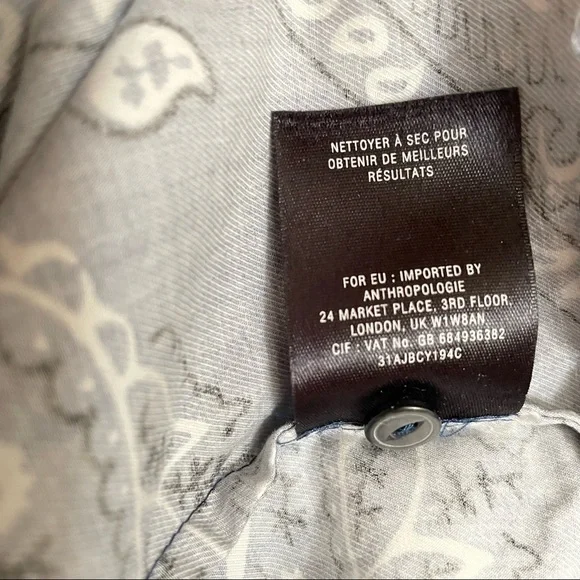 NETTOYER À SEC POUR
OBTENIR DE MEILLEURS
RÉSULTATS
FOR EU : IMPORTED BY
ANTHROPOLOGIE
24 MARKET PLACE, 3RD FLOOR,
LONDON, UK W1W8AN
CIF : VAT No. GB 684936382
31AJBCY194C